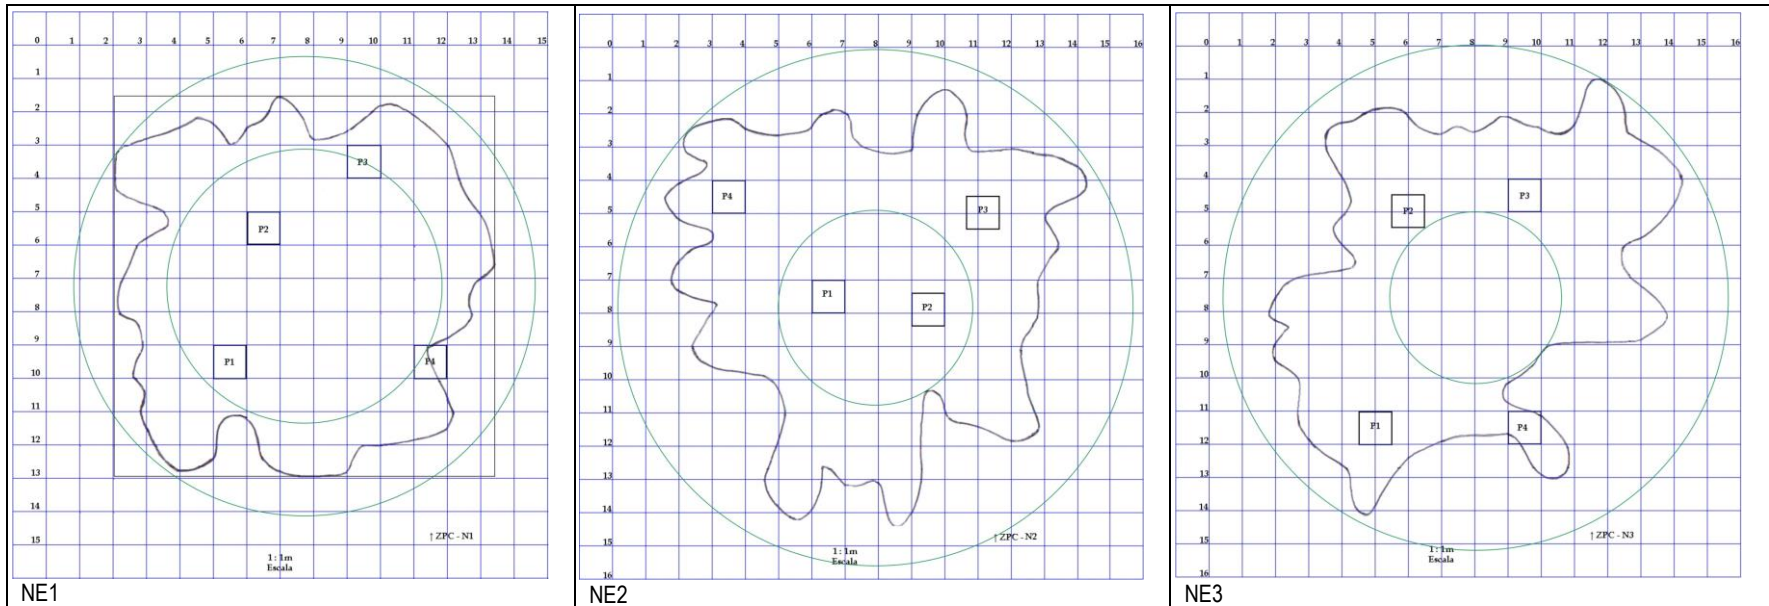 0 1 2 3 4 5 6 7 8 9 10 11 12 13 14 15
1
2
3
P3
4
5
P2
6
7
8
9
P1 P4
10
11
12
13
14
↑ ZPC - N1
15
1 : 1m
Escala
NE1
0 1 2 3 4 5 6 7 8 9 10 11 12 13 14 15 16
1
2
3
4
P4
P3
5
6
7
P1
P2
8
9
10
11
12
13
14
↑ ZPC - N2
15
1 : 1m
Escala
16
NE2
0 1 2 3 4 5 6 7 8 9 10 11 12 13 14 15 16
1
2
3
4
P3
P2
5
6
7
8
9
10
11
P1 P4
12
13
14
↑ ZPC - N3
15
1 : 1m
Escala
16
NE3